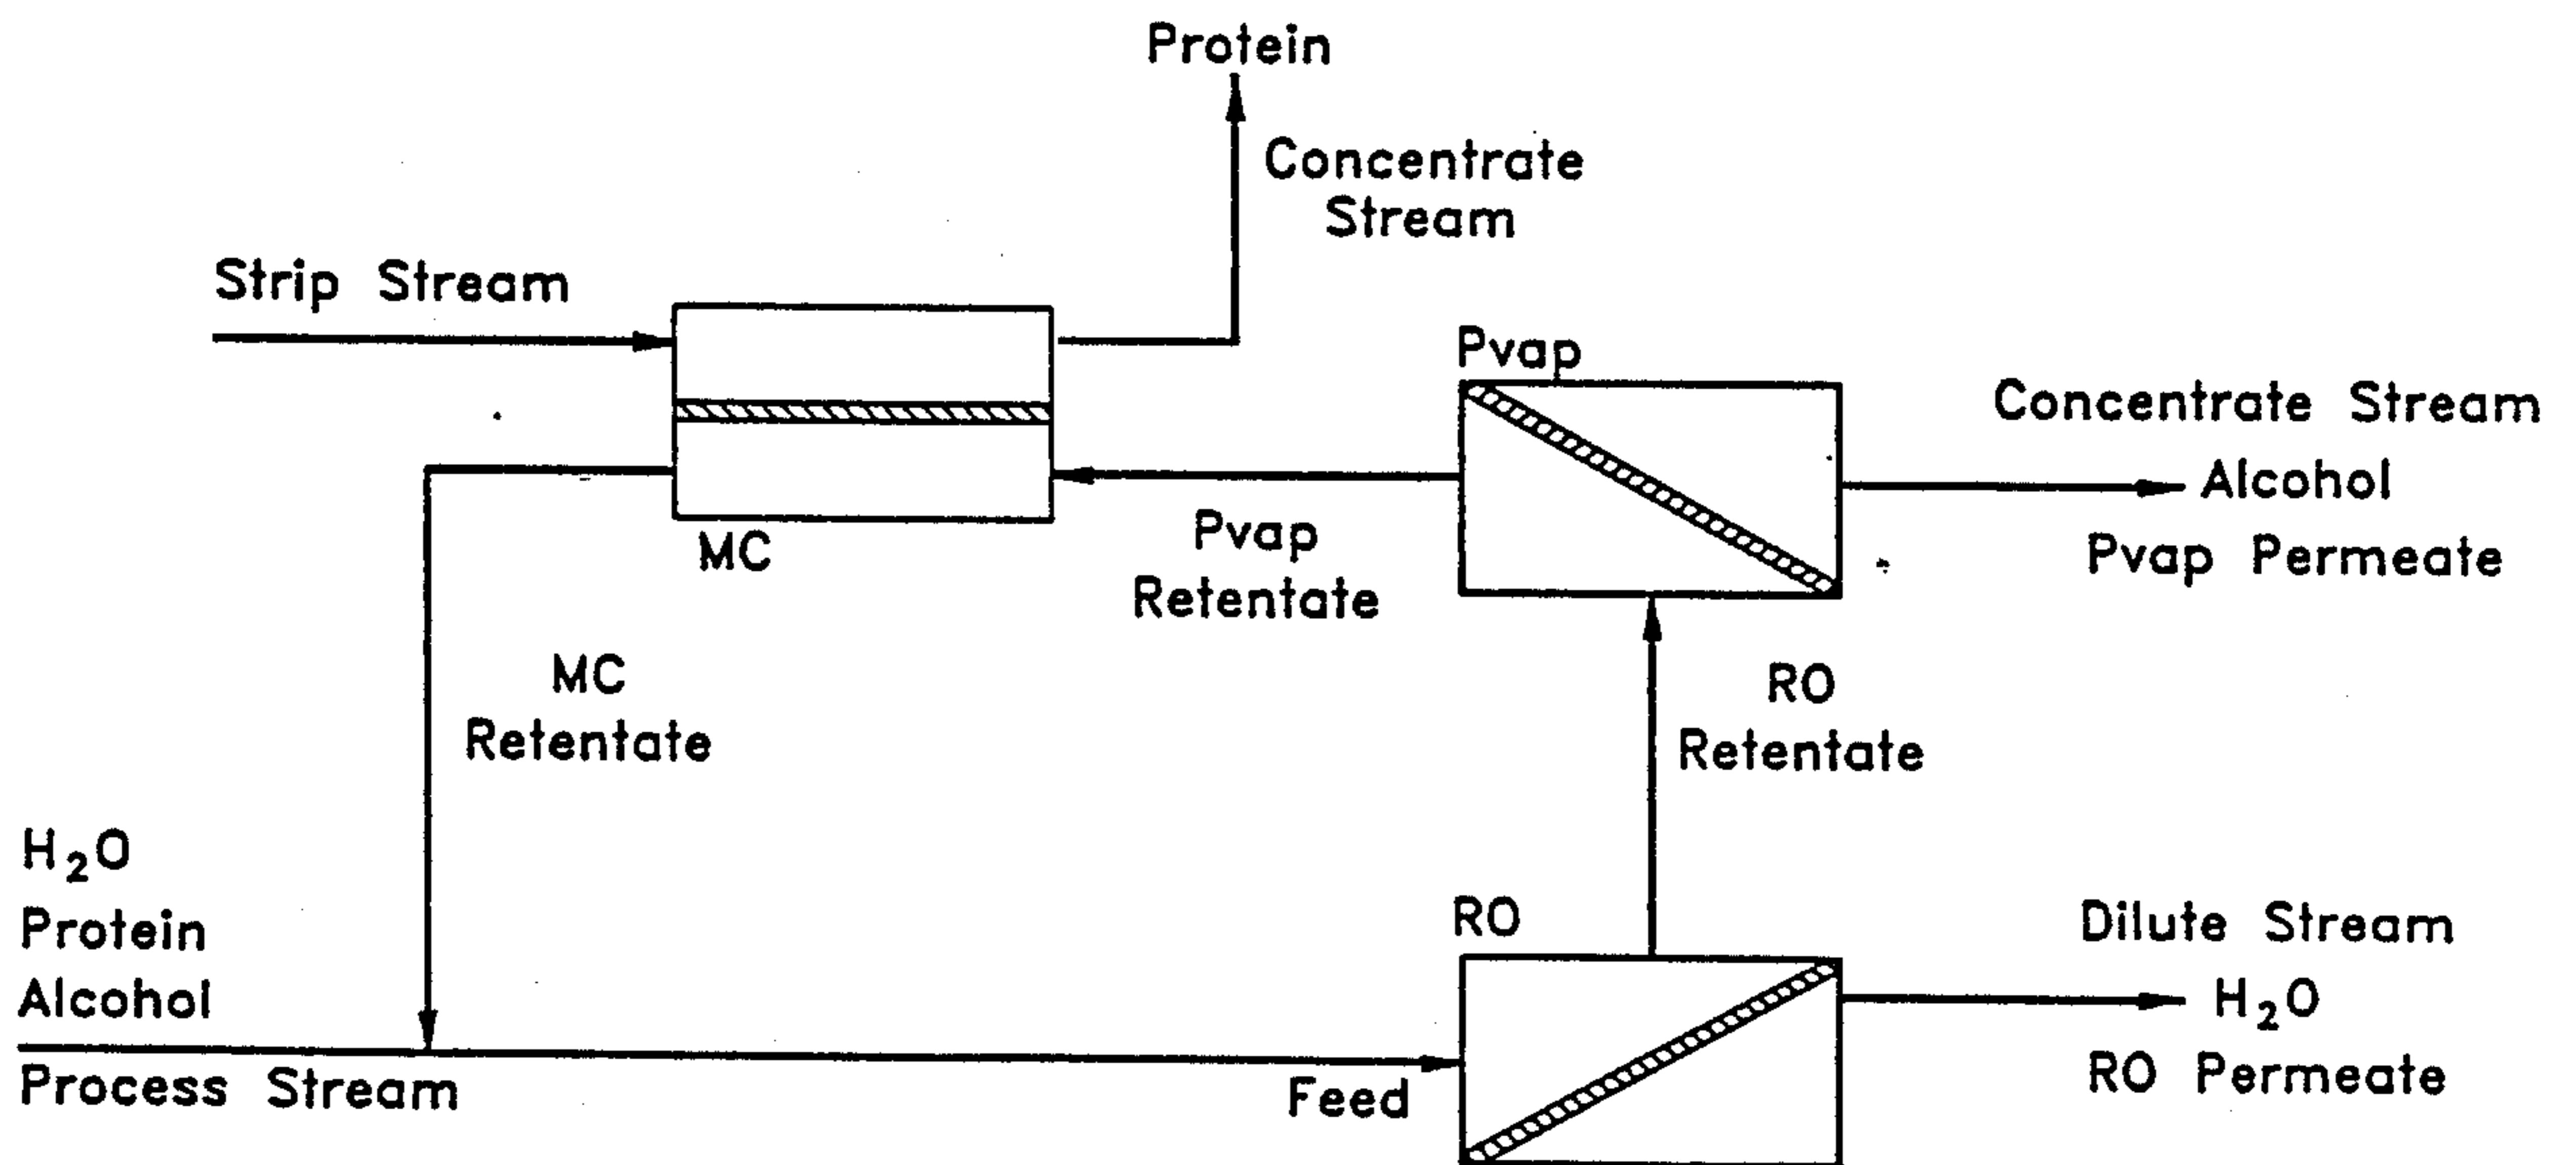 Protein
Concentrate
Stream
Strip Stream
Pvap
Concentrate Stream
Alcohol
Pvap Permeate
MC
Pvap
Retentate
MC
Retentate
RO
Retentate
H₂O
Protein
Alcohol
Process Stream
Feed
RO
Dilute Stream
H₂O
RO Permeate